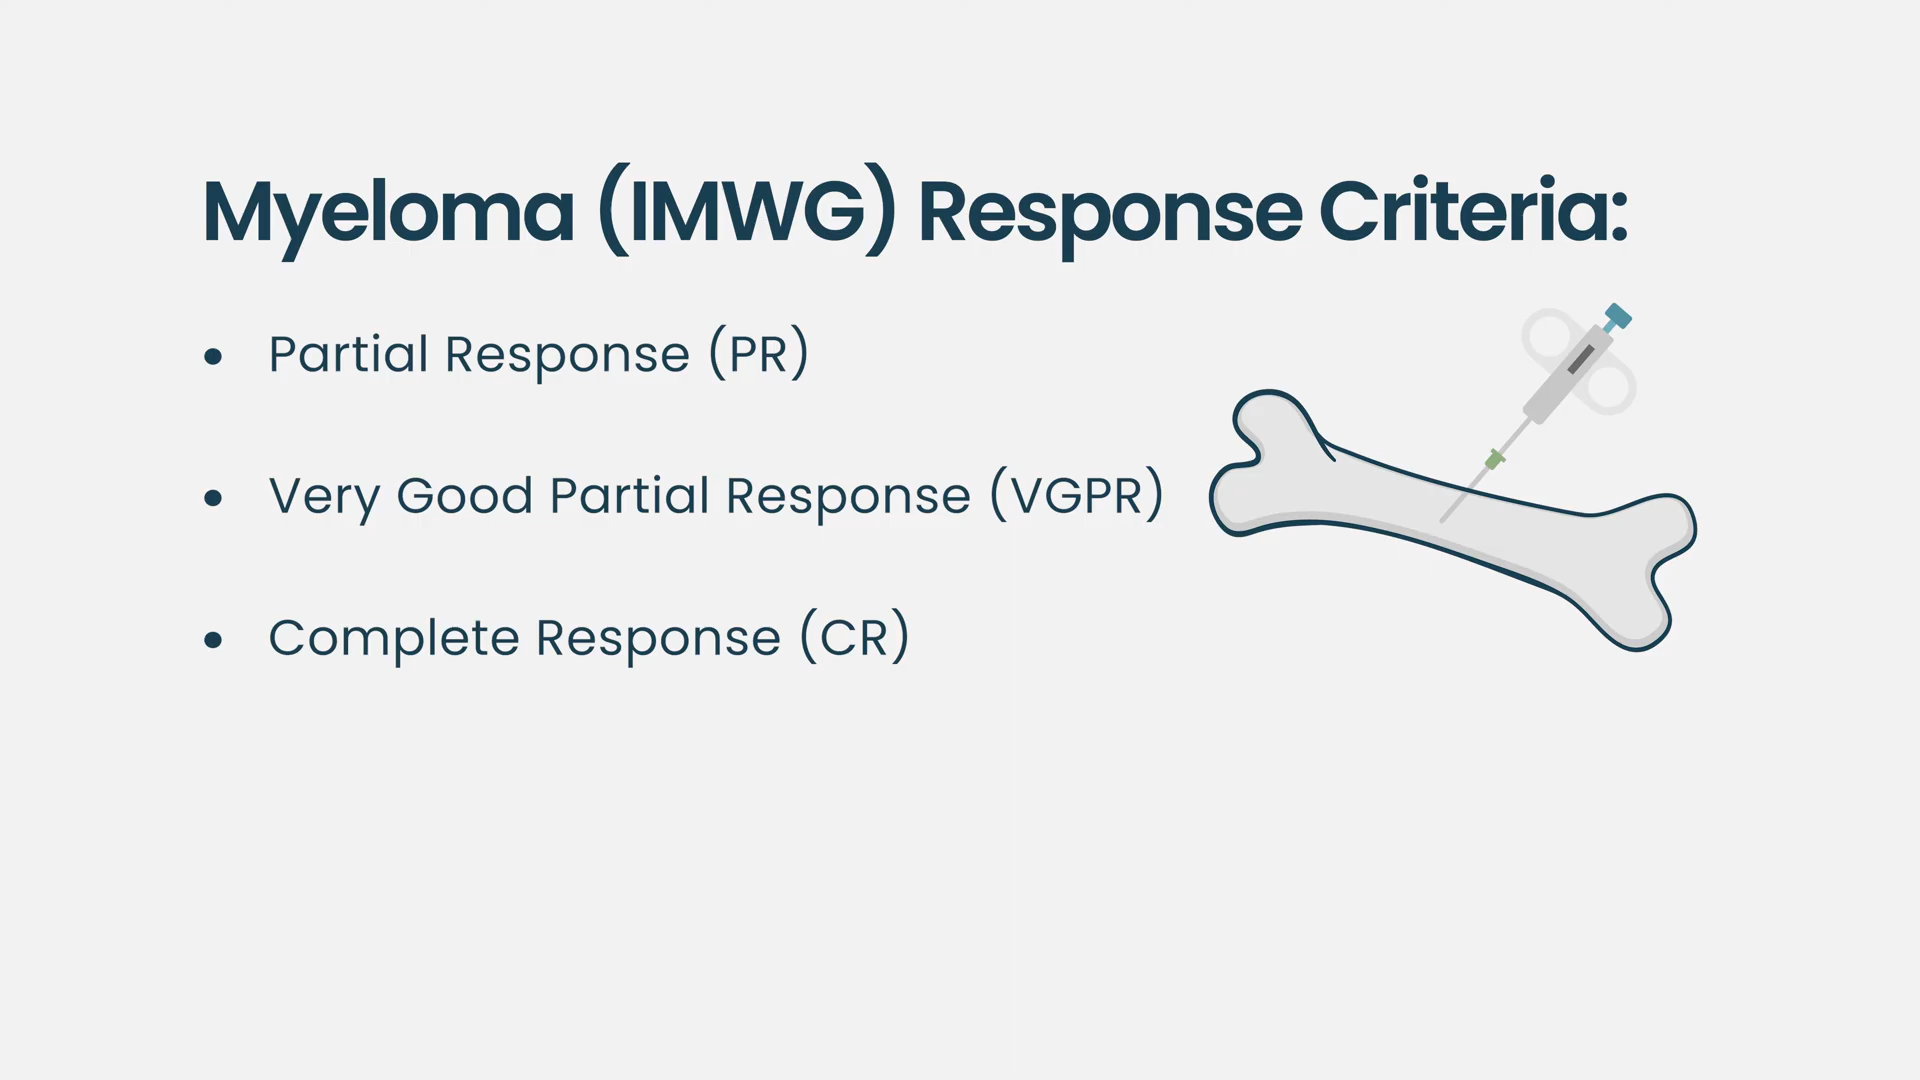 Myeloma (IMWG) Response Criteria:
• Partial Response (PR)
• Very Good Partial Response (VGPR)
• Complete Response (CR)